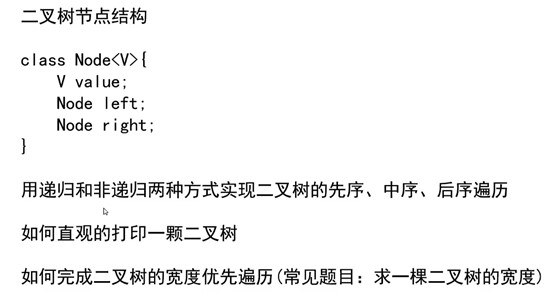 二叉树节点结构
class Node<V>{
    V value;
    Node left;
    Node right;
}
用递归和非递归两种方式实现二叉树的先序、中序、后序遍历
如何直观的打印一颗二叉树
如何完成二叉树的宽度优先遍历(常见题目：求一棵二叉树的宽度)